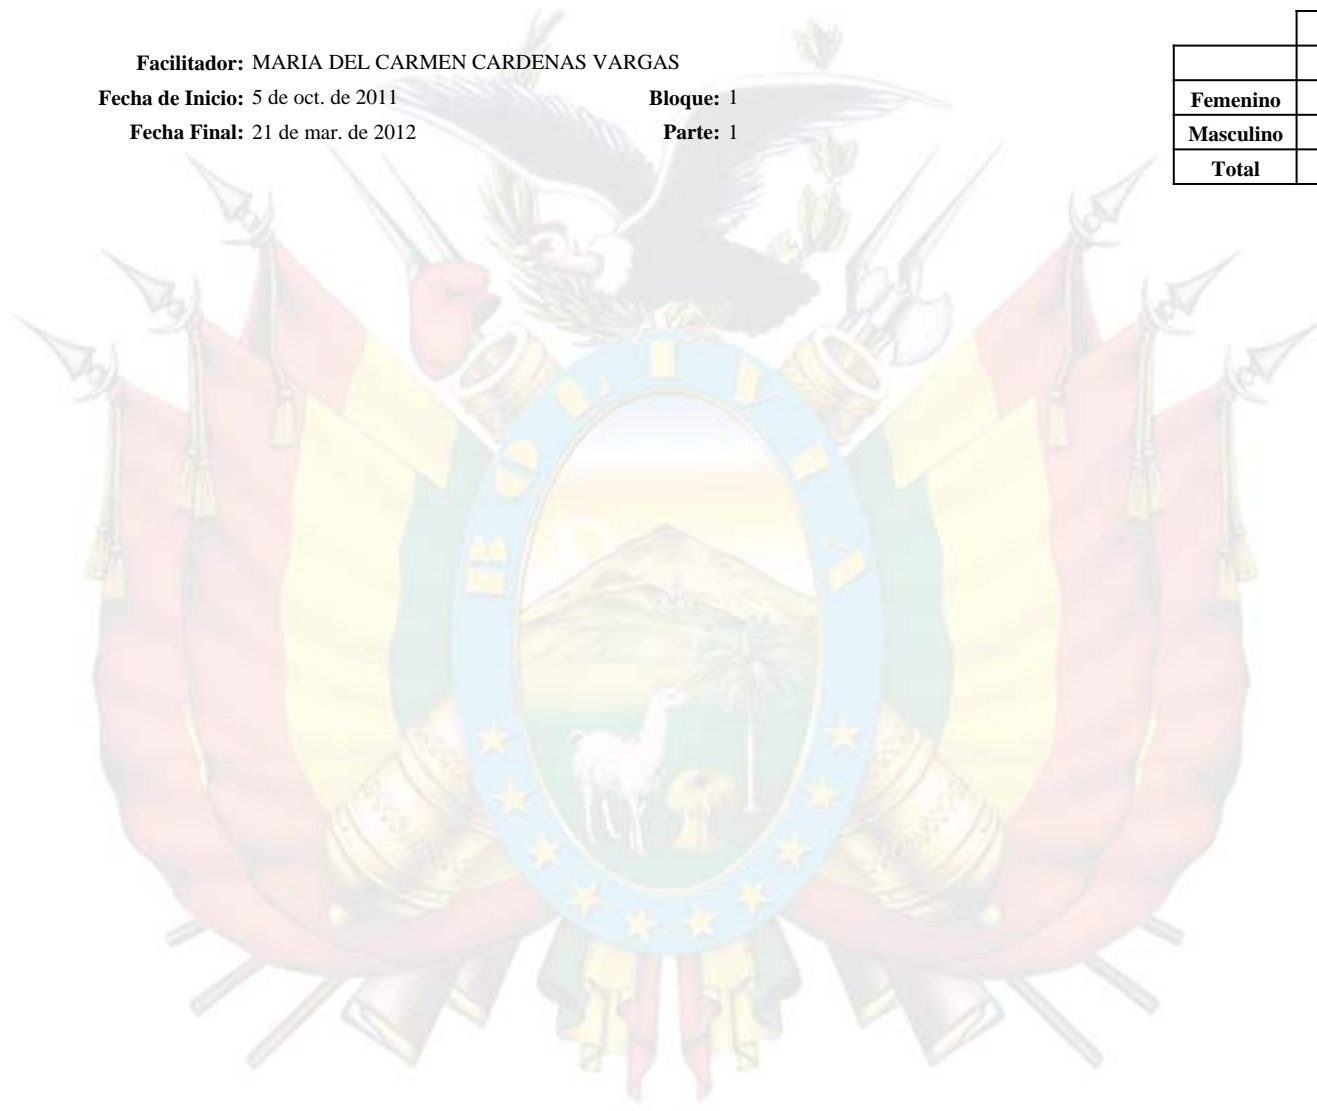 Facilitador: MARIA DEL CARMEN CARDENAS VARGAS
Fecha de Inicio: 5 de oct. de 2011 Bloque: 1
Fecha Final: 21 de mar. de 2012 Parte: 1
Femenino
Masculino
Total
BOLIVIA